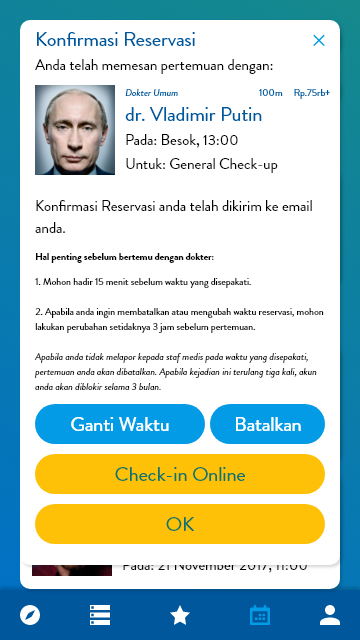 Konfirmasi Reservasi
Anda telah memesan pertemuan dengan:
Dokter Umum 100m Rp.75rb+
dr. Vladimir Putin
Pada: Besok, 13:00
Untuk: General Check-up
Konfirmasi Reservasi anda telah dikirim ke email
anda.
Hal penting sebelum bertemu dengan dokter:
1. Mohon hadir 15 menit sebelum waktu yang disepakati.
2. Apabila anda ingin membatalkan atau mengubah waktu reservasi, mohon
lakukan perubahan setidaknya 3 jam sebelum pertemuan.
Apabila anda tidak melapor kepada staf medis pada waktu yang disepakati,
pertemuan anda akan dibatalkan. Apabila kejadian ini terulang tiga kali, akun
anda akan diblokir selama 3 bulan.
Ganti Waktu Batalkan
Check-in Online
OK
Pada: 21 November 2017, 11:00